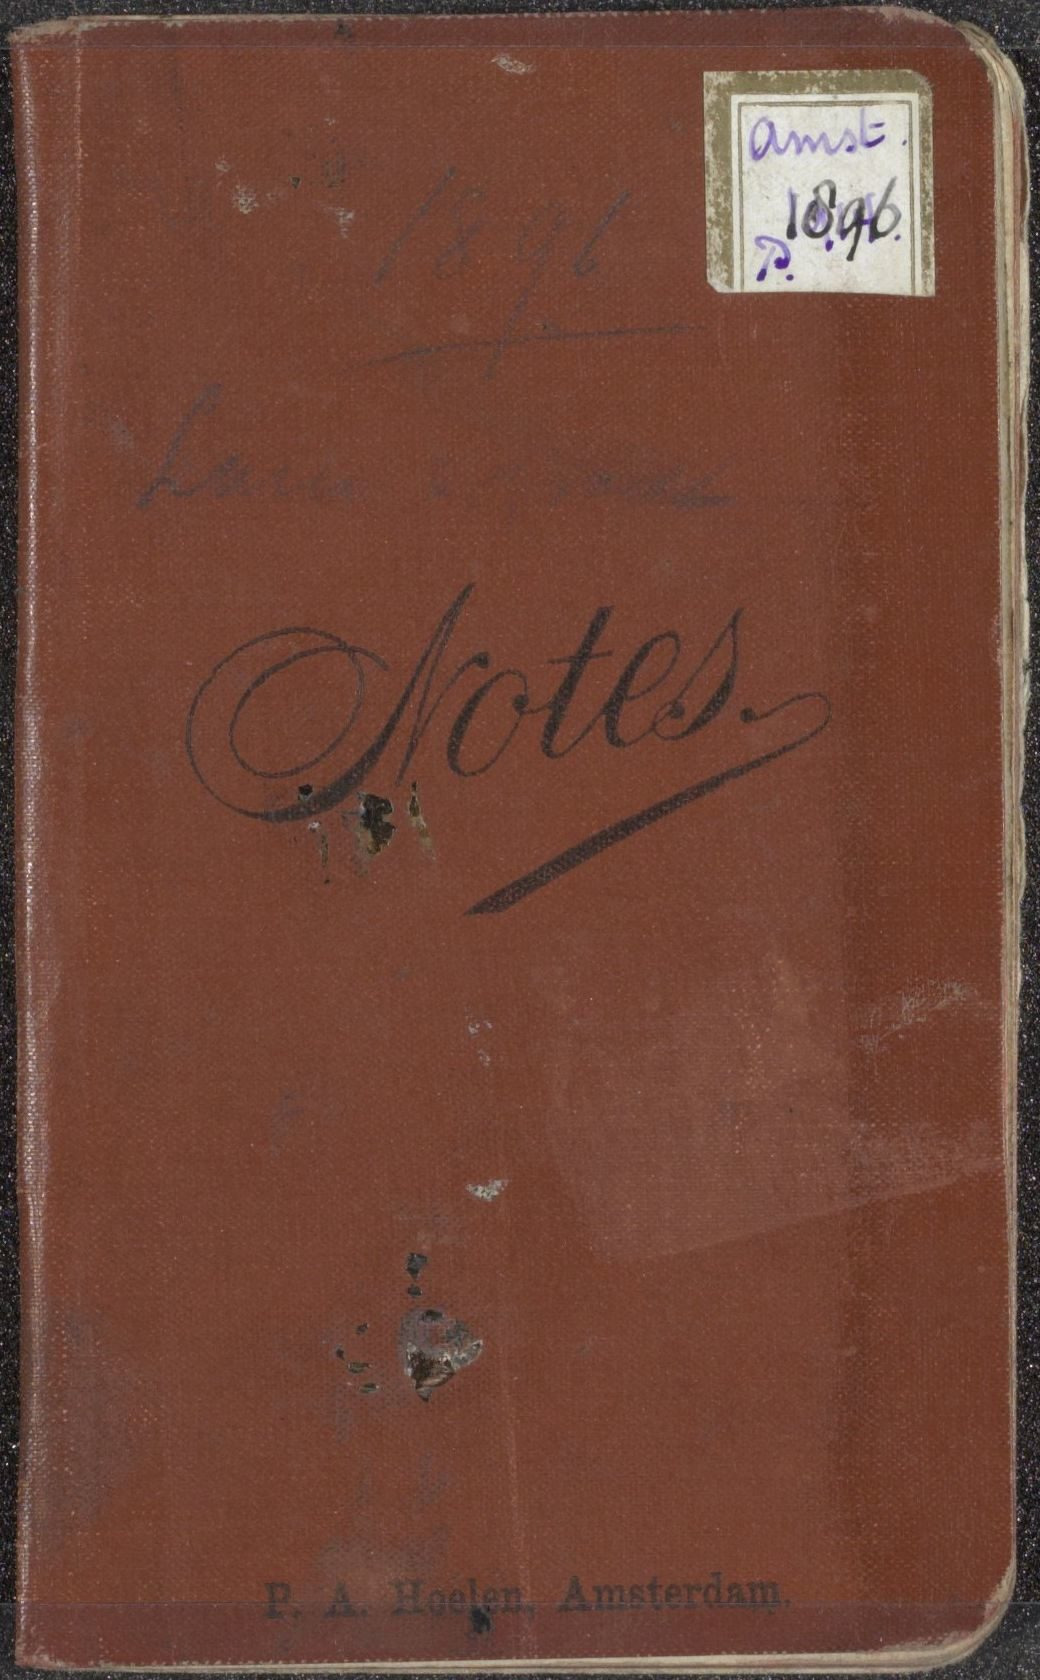 Amst.
1896
P.
1896
Notes.
P. A. Hoelen, Amsterdam.